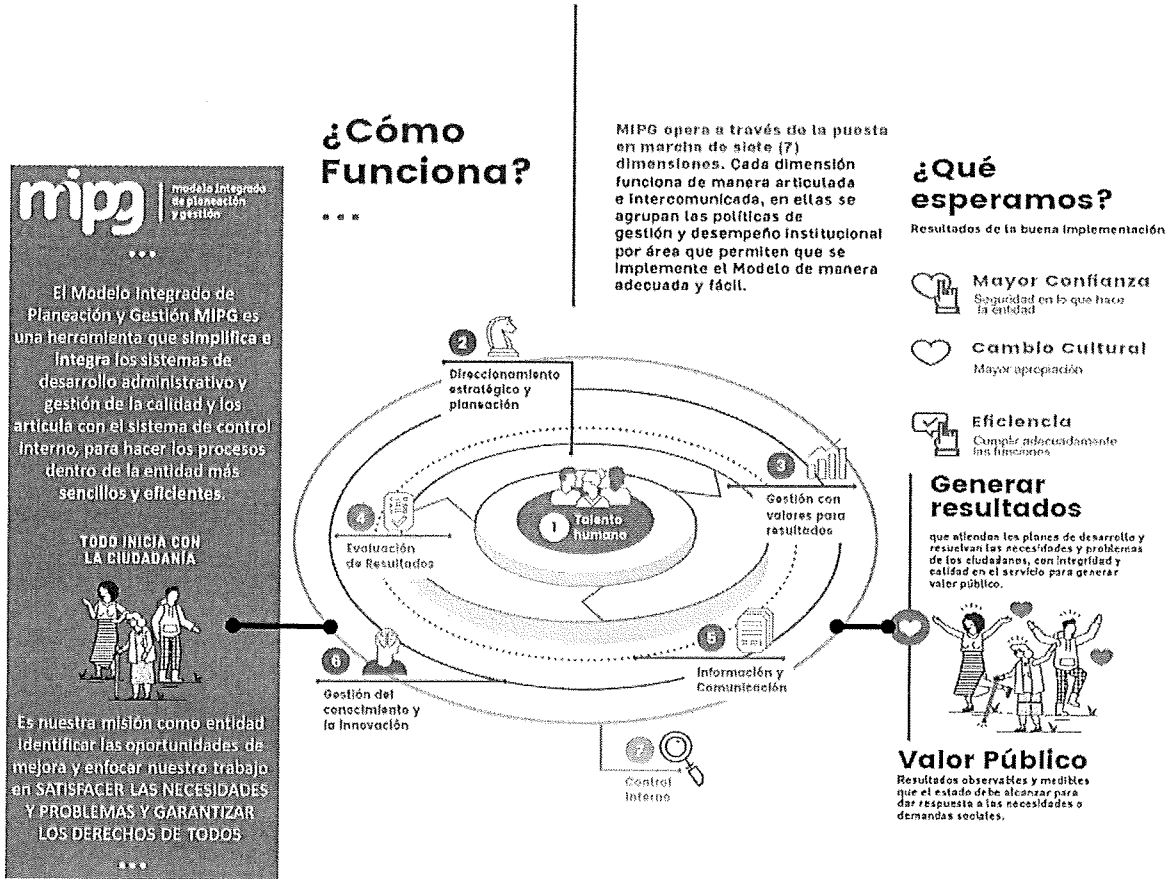 mipg
modelo integrado
de planeación
y gestión
El Modelo Integrado de
Planeación y Gestión MIPG es
una herramienta que simplifica e
integra los sistemas de
desarrollo administrativo y
gestión de la calidad y los
articula con el sistema de control
interno, para hacer los procesos
dentro de la entidad más
sencillos y eficientes.
TODO INICIA CON
LA CIUDADANÍA
Es nuestra misión como entidad
identificar las oportunidades de
mejora y enfocar nuestro trabajo
en SATISFACER LAS NECESIDADES
Y PROBLEMAS Y GARANTIZAR
LOS DERECHOS DE TODOS
¿Cómo
Funciona?
MIPG opera a través de la puesta
en marcha de siete (7)
dimensiones. Cada dimensión
funciona de manera articulada
e intercomunicada, en ellas se
agrupan las políticas de
gestión y desempeño institucional
por área que permiten que se
implemente el Modelo de manera
adecuada y fácil.
2
Direccionamiento
estratégico y
planeación
3
Gestión con
valores para
resultados
1
Talento
humano
4
Evaluación
de Resultados
5
Información y
Comunicación
6
Gestión del
conocimiento y
la innovación
7
Control
Interno
¿Qué
esperamos?
Resultados de la buena implementación
Mayor Confianza
Seguridad en lo que hace
la entidad
Cambio Cultural
Mayor apropiación
Eficiencia
Cumplir adecuadamente
las funciones
Generar
resultados
que atiendan los planes de desarrollo y
resuelvan las necesidades y problemas
de los ciudadanos, con integridad y
calidad en el servicio para generar
valor público.
Valor Público
Resultados observables y medibles
que el estado debe alcanzar para
dar respuesta a las necesidades o
demandas sociales.